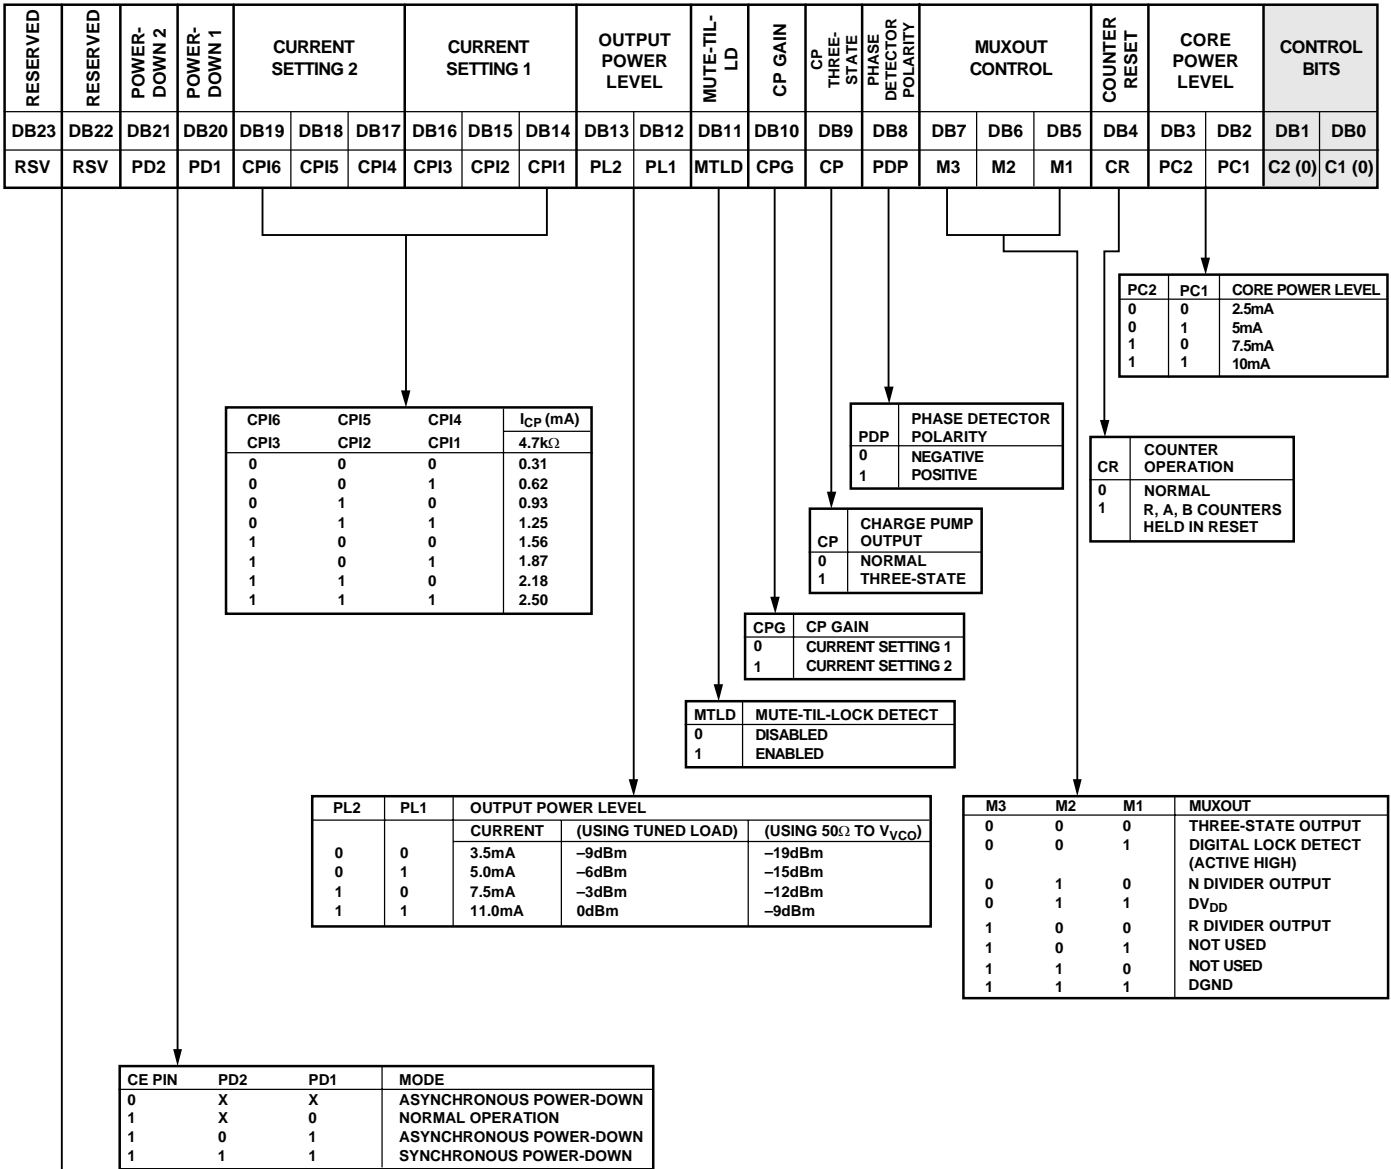 RESERVED
RESERVED
POWER-
DOWN 2
POWER-
DOWN 1
CURRENT
SETTING 2
CURRENT
SETTING 1
OUTPUT
POWER
LEVEL
MUTE-TIL-
LD
CP GAIN
CP
THREE-
STATE
PHASE
DETECTOR
POLARITY
MUXOUT
CONTROL
COUNTER
RESET
CORE
POWER
LEVEL
CONTROL
BITS
DB23 DB22 DB21 DB20 DB19 DB18 DB17 DB16 DB15 DB14 DB13 DB12 DB11 DB10 DB9 DB8 DB7 DB6 DB5 DB4 DB3 DB2 DB1 DB0
RSV RSV PD2 PD1 CPI6 CPI5 CPI4 CPI3 CPI2 CPI1 PL2 PL1 MTLD CPG CP PDP M3 M2 M1 CR PC2 PC1 C2 (0) C1 (0)
PC2 PC1 CORE POWER LEVEL
0 0 2.5mA
0 1 5mA
1 0 7.5mA
1 1 10mA
CPI6 CPI5 CPI4 ICP (mA)
CPI3 CPI2 CPI1 4.7kΩ
0 0 0 0.31
0 0 1 0.62
0 1 0 0.93
0 1 1 1.25
1 0 0 1.56
1 0 1 1.87
1 1 0 2.18
1 1 1 2.50
PDP PHASE DETECTOR
POLARITY
0 NEGATIVE
1 POSITIVE
CR COUNTER
OPERATION
0 NORMAL
1 R, A, B COUNTERS
HELD IN RESET
CP CHARGE PUMP
OUTPUT
0 NORMAL
1 THREE-STATE
CPG CP GAIN
0 CURRENT SETTING 1
1 CURRENT SETTING 2
MTLD MUTE-TIL-LOCK DETECT
0 DISABLED
1 ENABLED
PL2 PL1 OUTPUT POWER LEVEL
CURRENT (USING TUNED LOAD) (USING 50Ω TO VVCO)
0 0 3.5mA –9dBm –19dBm
0 1 5.0mA –6dBm –15dBm
1 0 7.5mA –3dBm –12dBm
1 1 11.0mA 0dBm –9dBm
M3 M2 M1 MUXOUT
0 0 0 THREE-STATE OUTPUT
0 0 1 DIGITAL LOCK DETECT
(ACTIVE HIGH)
0 1 0 N DIVIDER OUTPUT
0 1 1 DVDD
1 0 0 R DIVIDER OUTPUT
1 0 1 NOT USED
1 1 0 NOT USED
1 1 1 DGND
CE PIN PD2 PD1 MODE
0 X X ASYNCHRONOUS POWER-DOWN
1 X 0 NORMAL OPERATION
1 0 1 ASYNCHRONOUS POWER-DOWN
1 1 1 SYNCHRONOUS POWER-DOWN